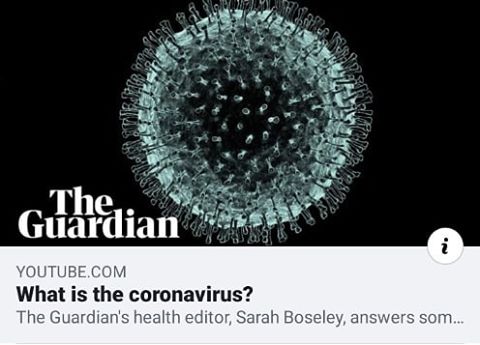 The
Guardian
i
YOUTUBE.COM
What is the coronavirus?
The Guardian's health editor, Sarah Boseley, answers som...